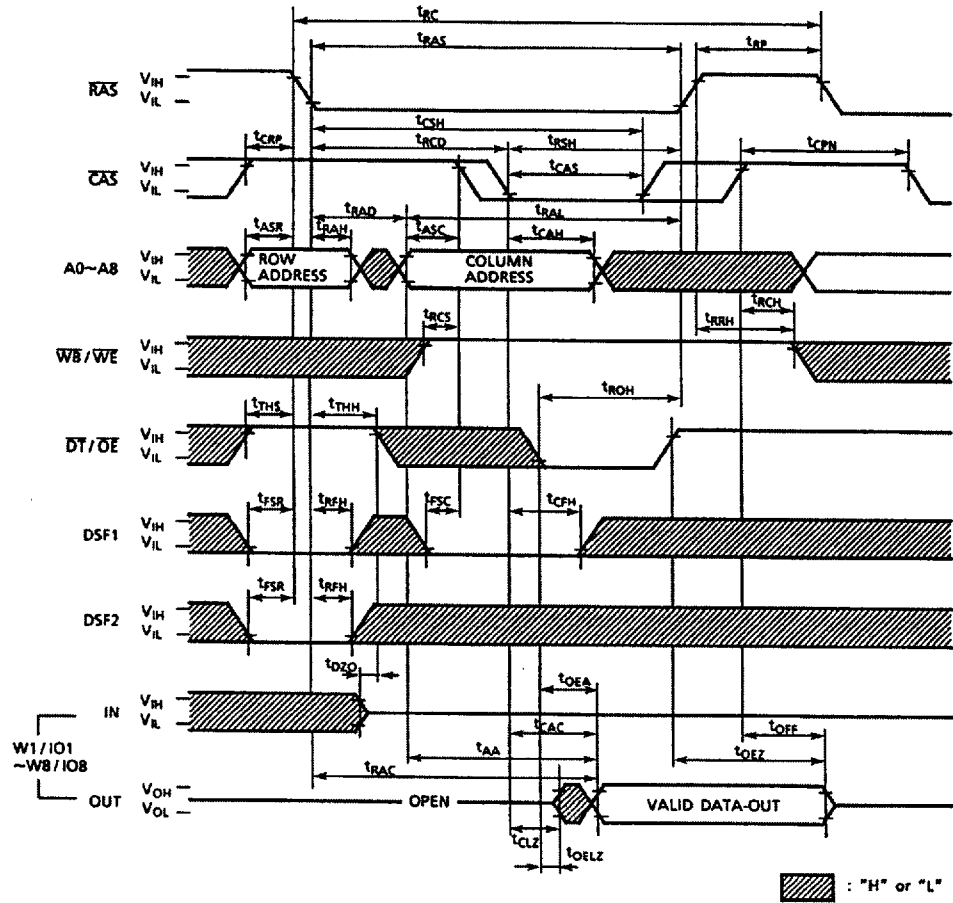 tRC
tRAS
tRP
RAS
VIH
VIL
tCSH
tCRP
tRCD
tRSH
tCPN
CAS
VIH
VIL
tCAS
tRAD
tRAL
tASR
tRAH
tASC
tCAH
A0~A8
VIH
VIL
ROW
ADDRESS
COLUMN
ADDRESS
tRCH
tRCS
tRRH
WB/WE
VIH
VIL
tROH
tTHS
tTHH
DT/OE
VIH
VIL
tFSR
tRFH
tFSC
tCFH
DSF1
VIH
VIL
tFSR
tRFH
DSF2
VIH
VIL
tDZO
tOEA
IN
VIH
VIL
tCAC
tOFF
W1/IO1
~W8/IO8
tAA
tOEZ
tRAC
OUT
VOH
VOL
OPEN
VALID DATA-OUT
tCLZ
tOELZ
: "H" or "L"